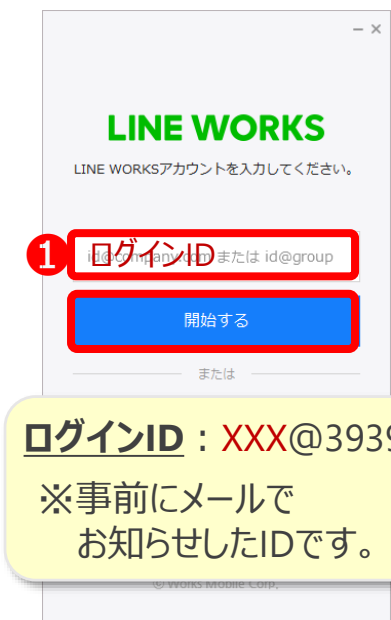 LINE WORKS
LINE WORKSアカウントを入力してください。
1 ログインID
id@company.com または id@group
開始する
または
ログインID：XXX@3939
※事前にメールで
お知らせしたIDです。
© Works Mobile Corp.